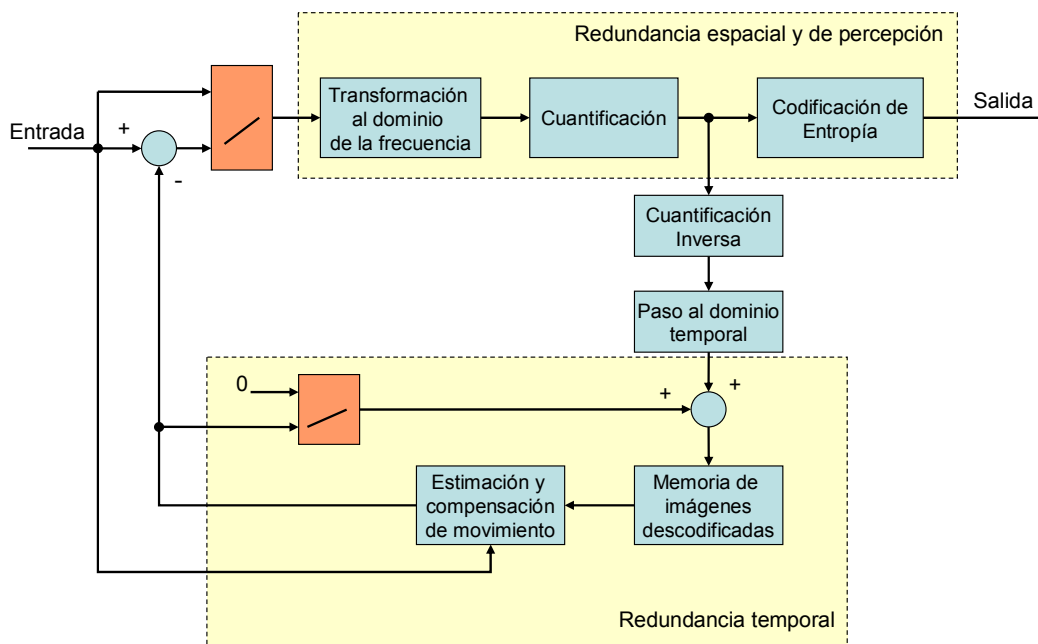 Redundancia espacial y de percepción
Transformación
al dominio
de la frecuencia
Cuantificación
Codificación de
Entropía
Salida
Entrada
+
-
Cuantificación
Inversa
Paso al dominio
temporal
0
+
+
Estimación y
compensación
de movimiento
Memoria de
imágenes
descodificadas
Redundancia temporal